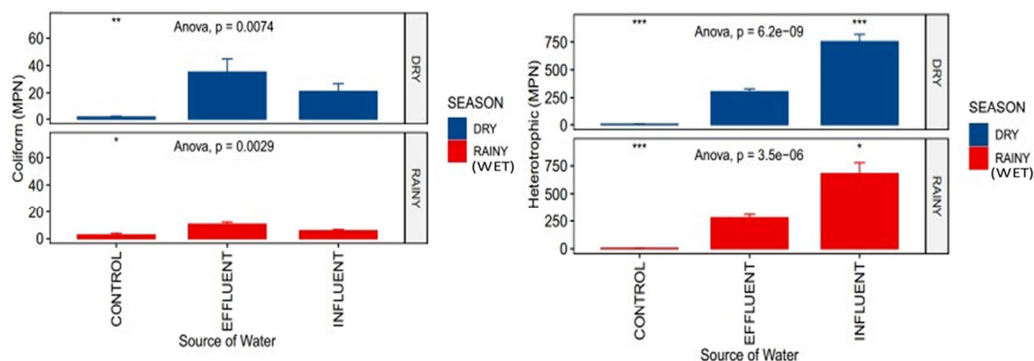 **
Anova, p = 0.0074
60
40
20
0
DRY
*
Anova, p = 0.0029
60
40
20
0
RAINY
Coliform (MPN)
CONTROL
EFFLUENT
INFLUENT
Source of Water
SEASON
DRY
RAINY
(WET)
***
***
Anova, p = 6.2e−09
750
500
250
0
DRY
***
*
Anova, p = 3.5e−06
750
500
250
0
RAINY
Heterotrophic (MPN)
CONTROL
EFFLUENT
INFLUENT
Source of Water
SEASON
DRY
RAINY
(WET)